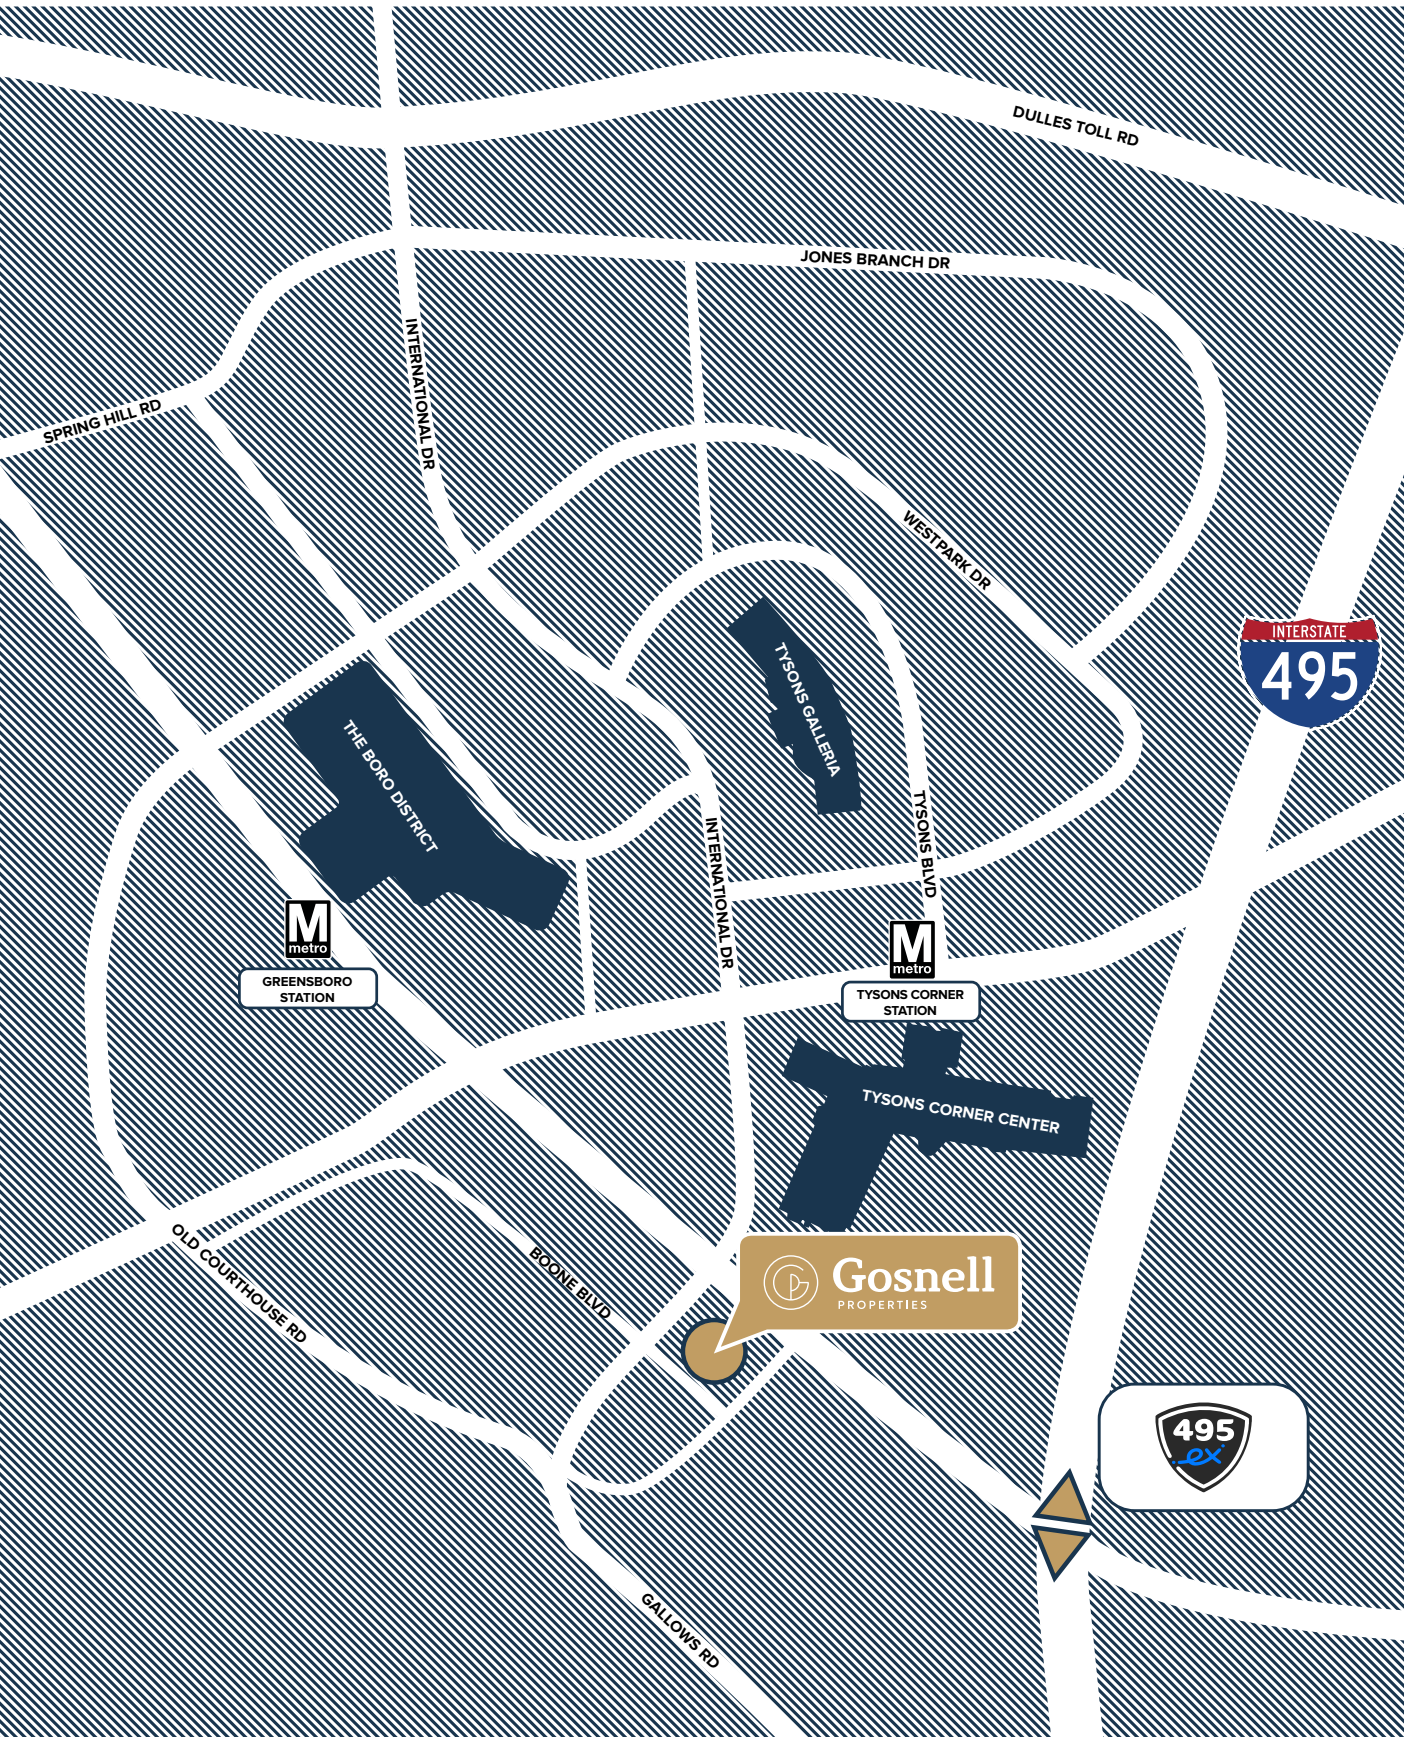 DULLES TOLL RD
JONES BRANCH DR
INTERNATIONAL DR
SPRING HILL RD
WESTPARK DR
INTERSTATE
495
TYSONS GALLERIA
THE BORO DISTRICT
TYSONS BLVD
INTERNATIONAL DR
M
metro
GREENSBORO
STATION
M
metro
TYSONS CORNER
STATION
TYSONS CORNER CENTER
OLD COURTHOUSE RD
BOONE BLVD
Gosnell
PROPERTIES
495
ex
GALLOWS RD